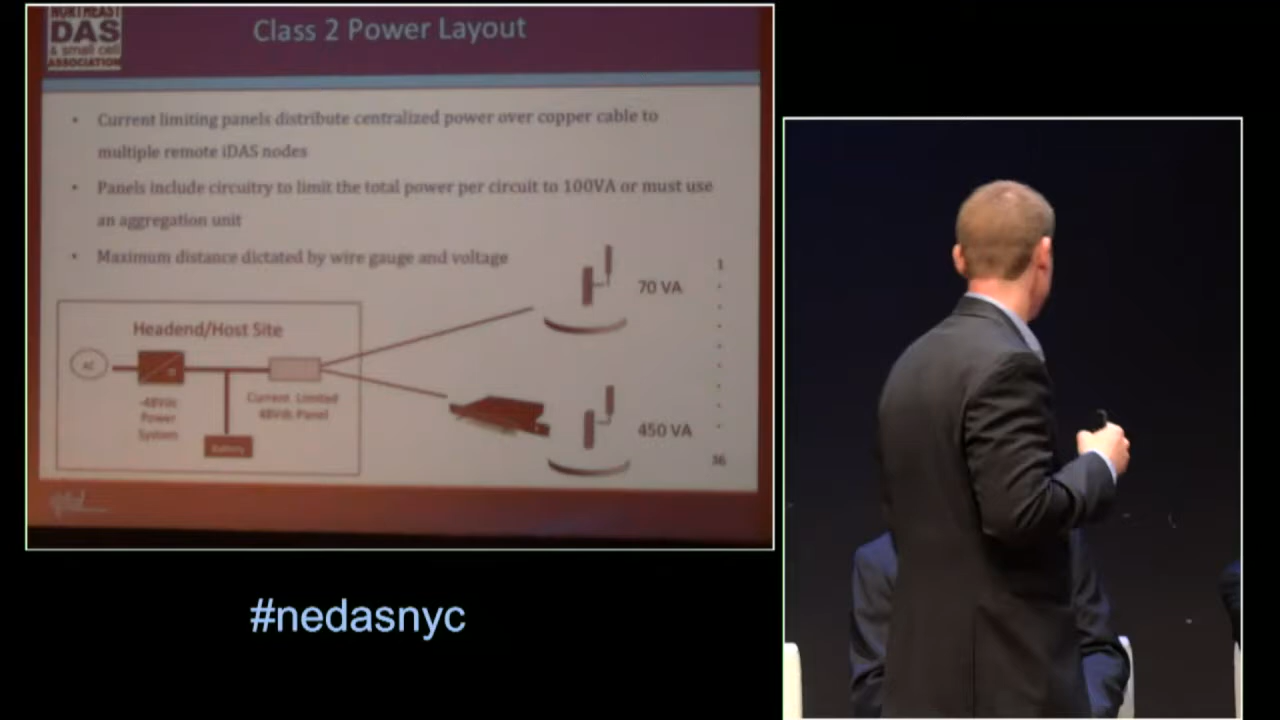 NORTHEAST
DAS
& small cell
ASSOCIATION
Class 2 Power Layout
• Current limiting panels distribute centralized power over copper cable to
multiple remote iDAS nodes
• Panels include circuitry to limit the total power per circuit to 100VA or must use
an aggregation unit
• Maximum distance dictated by wire gauge and voltage
1
70 VA
Headend/Host Site
AC
-48Vdc
Power
System
Current Limited
48Vdc Panel
Battery
450 VA
36
#nedasnyc